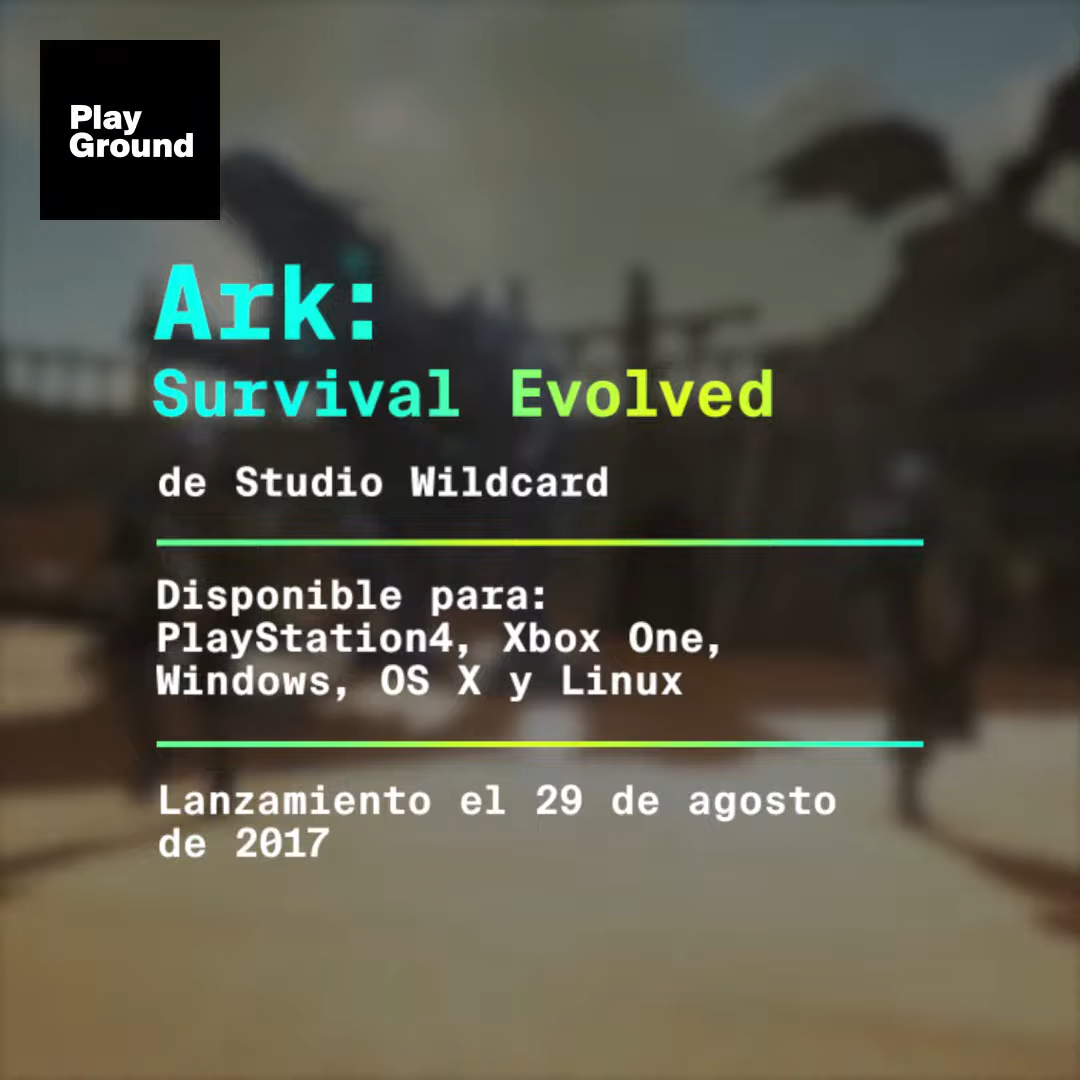 Play
Ground
Ark:
Survival Evolved
de Studio Wildcard
Disponible para:
PlayStation4, Xbox One,
Windows, OS X y Linux
Lanzamiento el 29 de agosto
de 2017